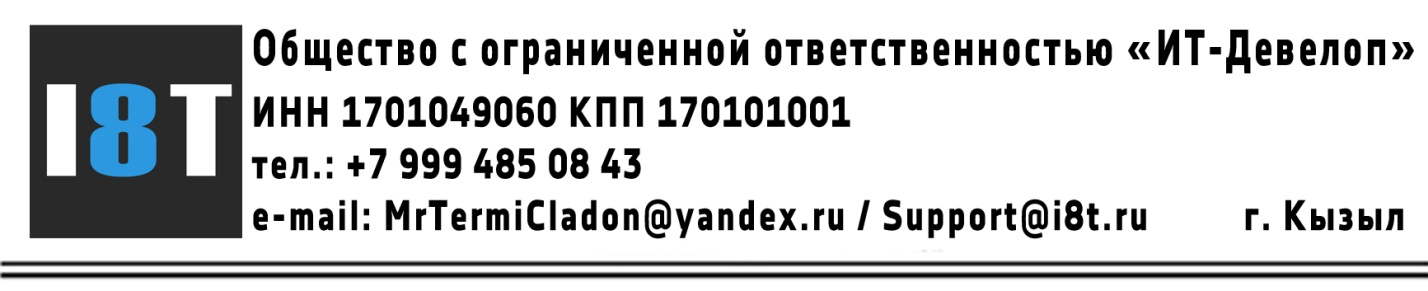 I8T
Общество с ограниченной ответственностью «ИТ-Девелоп»
ИНН 1701049060 КПП 170101001
тел.: +7 999 485 08 43
e-mail: MrTermiCladon@yandex.ru / Support@i8t.ru г. Кызыл